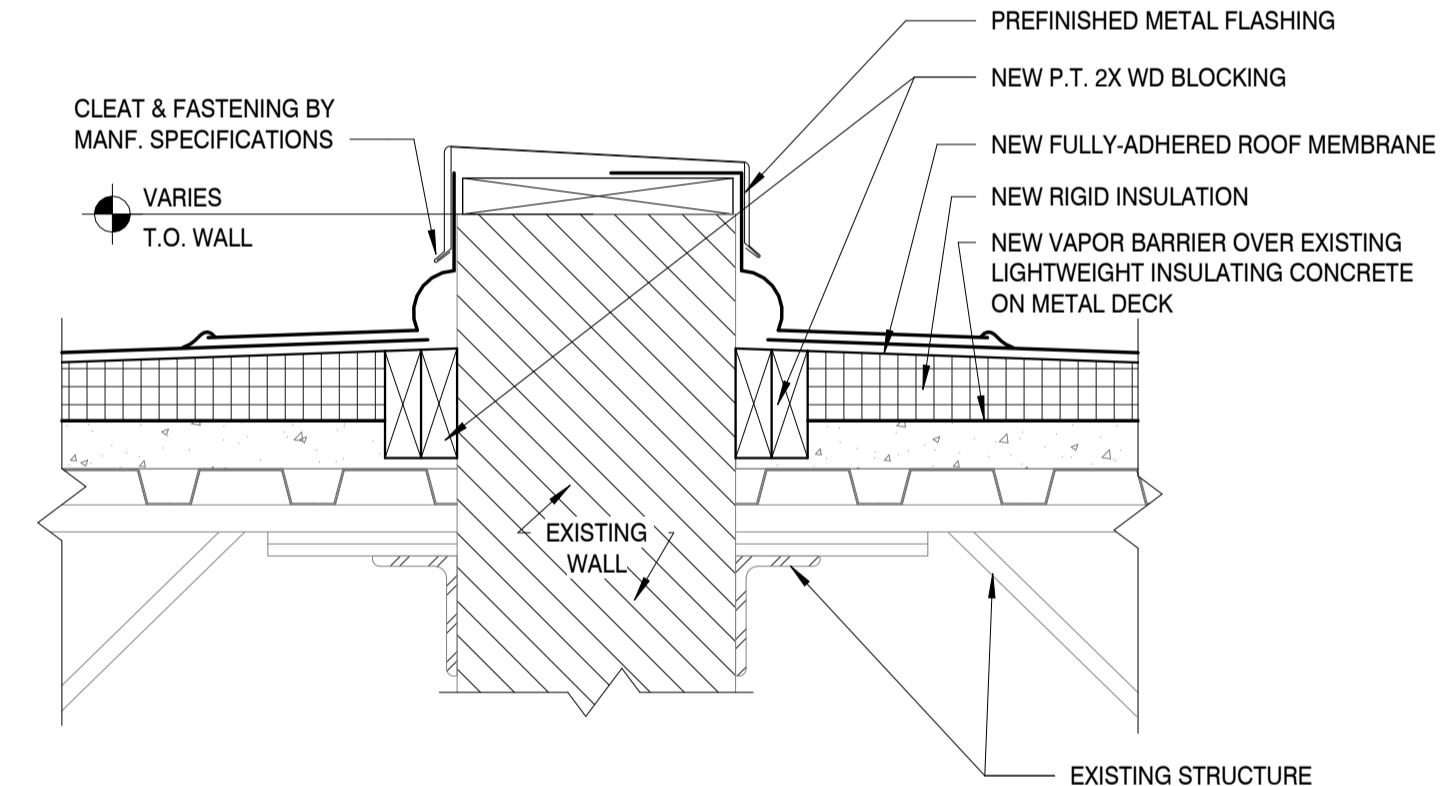 PREFINISHED METAL FLASHING
NEW P.T. 2X WD BLOCKING
CLEAT & FASTENING BY
MANF. SPECIFICATIONS
NEW FULLY-ADHERED ROOF MEMBRANE
VARIES
T.O. WALL
NEW RIGID INSULATION
NEW VAPOR BARRIER OVER EXISTING
LIGHTWEIGHT INSULATING CONCRETE
ON METAL DECK
EXISTING
WALL
EXISTING STRUCTURE